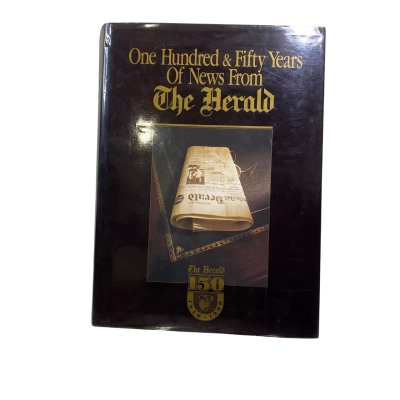 One Hundred & Fifty Years
Of News From
The Herald
The Herald
150